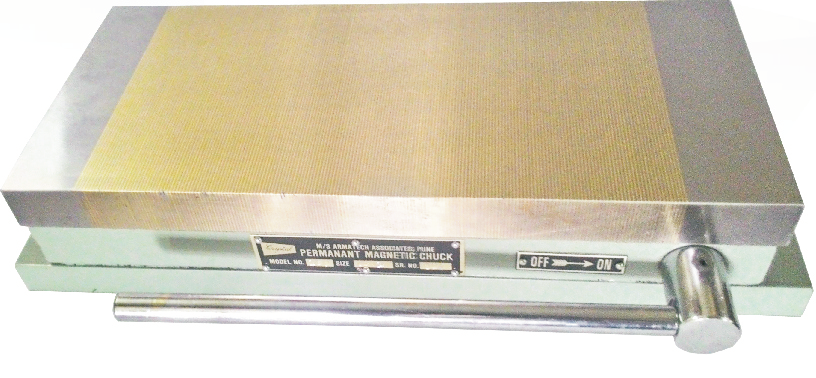 M/S ARMATECH ASSOCIATES, PUNE
PERMANANT MAGNETIC CHUCK
MODEL NO. SIZE SR. NO.
OFF ON